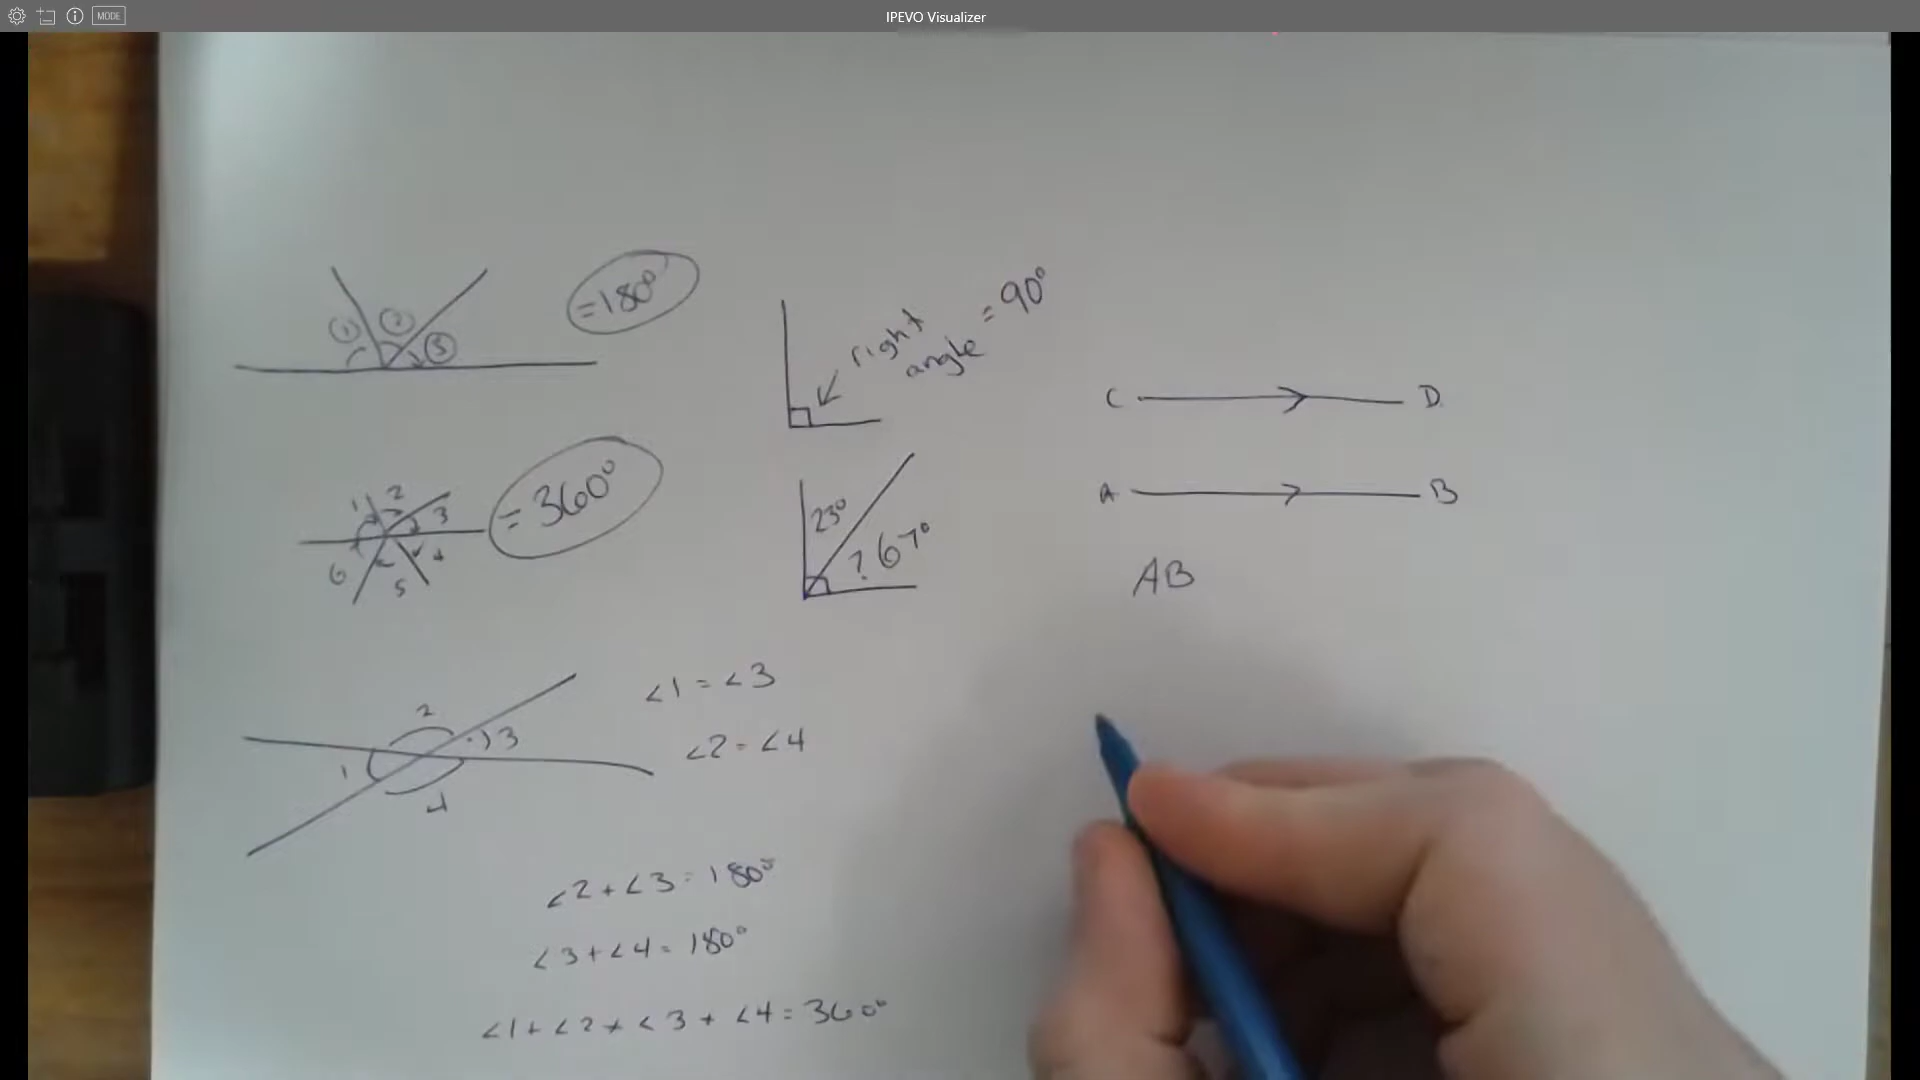 MODE
IPEVO Visualizer
① ② ③
=180°
right
angle = 90°
C D
1 2 3 4 5 6
= 360°
23°
? 67°
A B
AB
∠1 = ∠3
∠2 = ∠4
1 2 3 4
∠2 + ∠3 = 180°
∠3 + ∠4 = 180°
∠1 + ∠2 + ∠3 + ∠4 = 360°